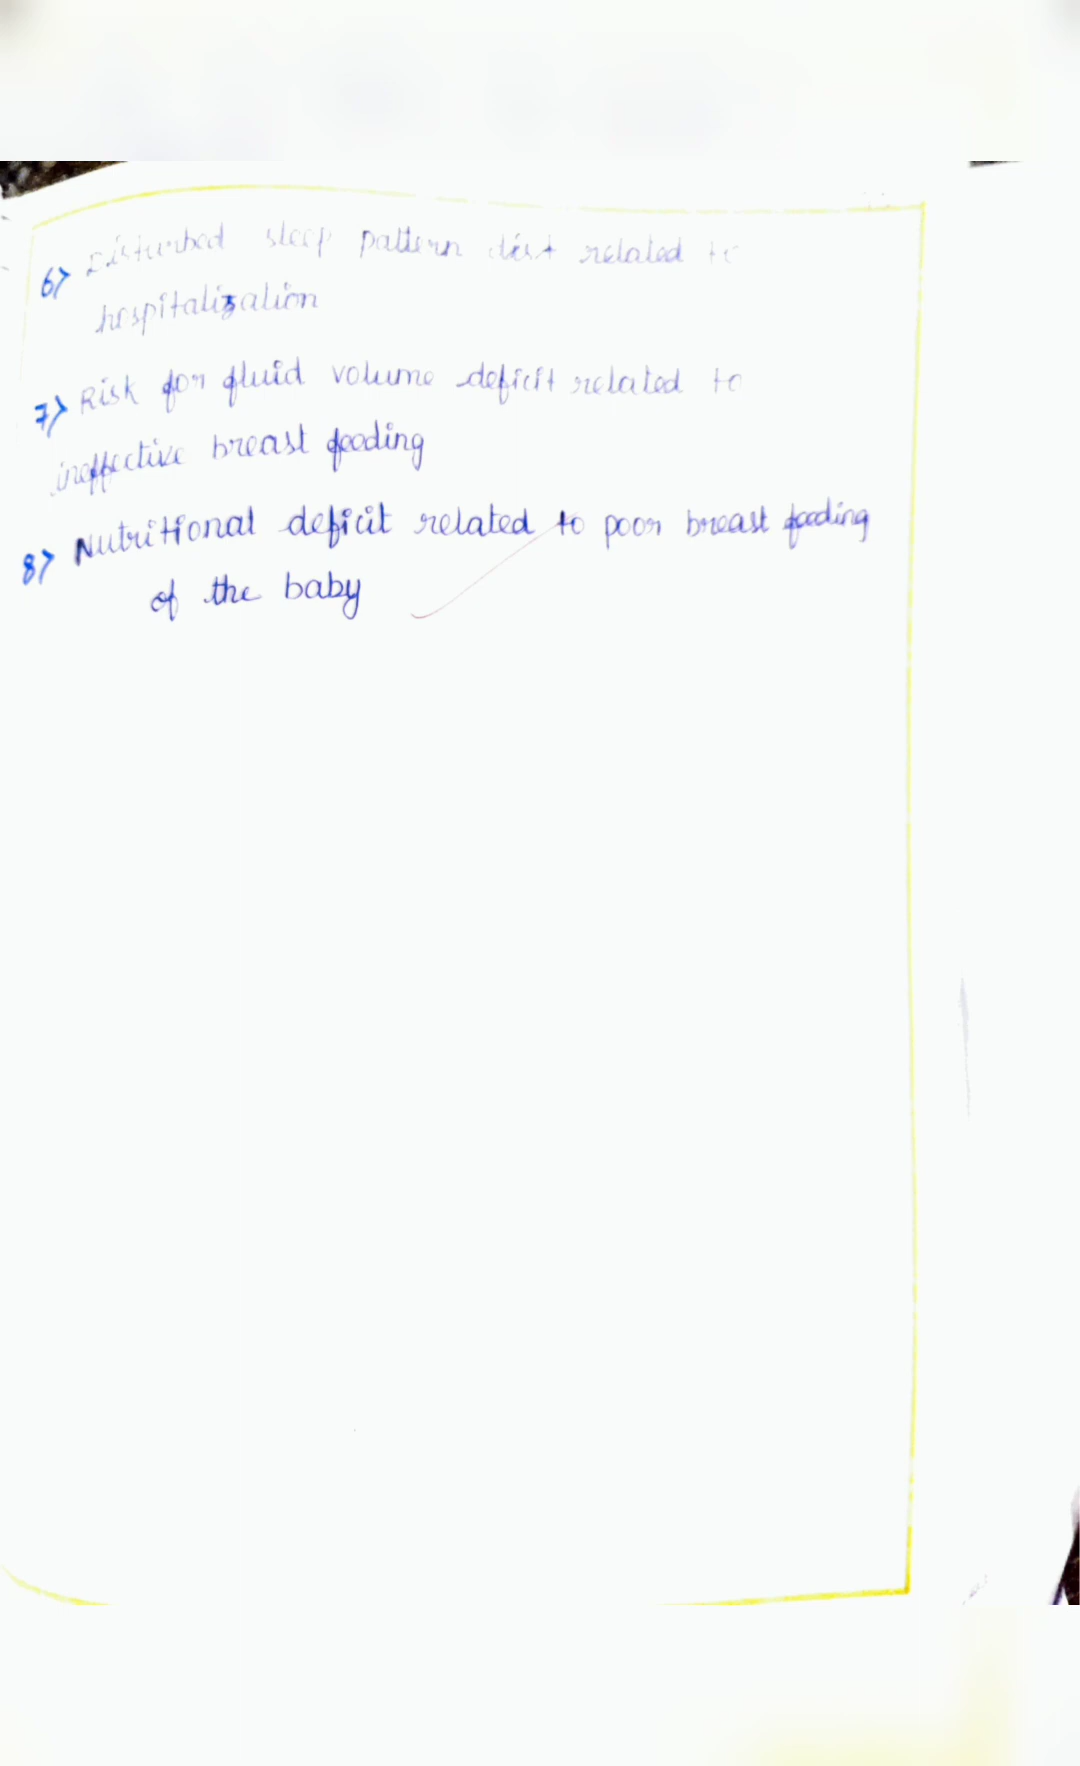 6) Disturbed sleep pattern related to
hospitalization
7) Risk for fluid volume deficit related to
ineffective breast feeding
8) Nutritional deficit related to poor breast feeding
of the baby